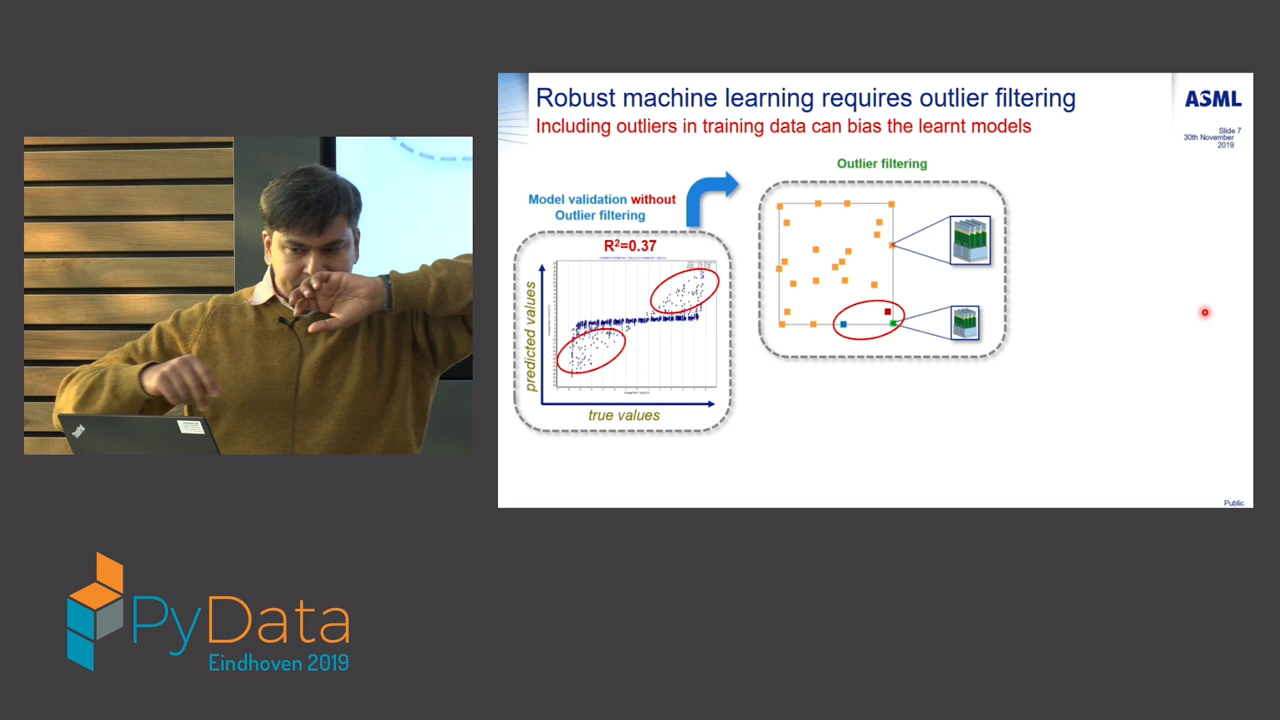 Robust machine learning requires outlier filtering
Including outliers in training data can bias the learnt models
ASML
Slide 7
30th November
2019
Outlier filtering
Model validation without
Outlier filtering
R²=0.37
predicted values
true values
Public
ThinkPad
PyData
Eindhoven 2019